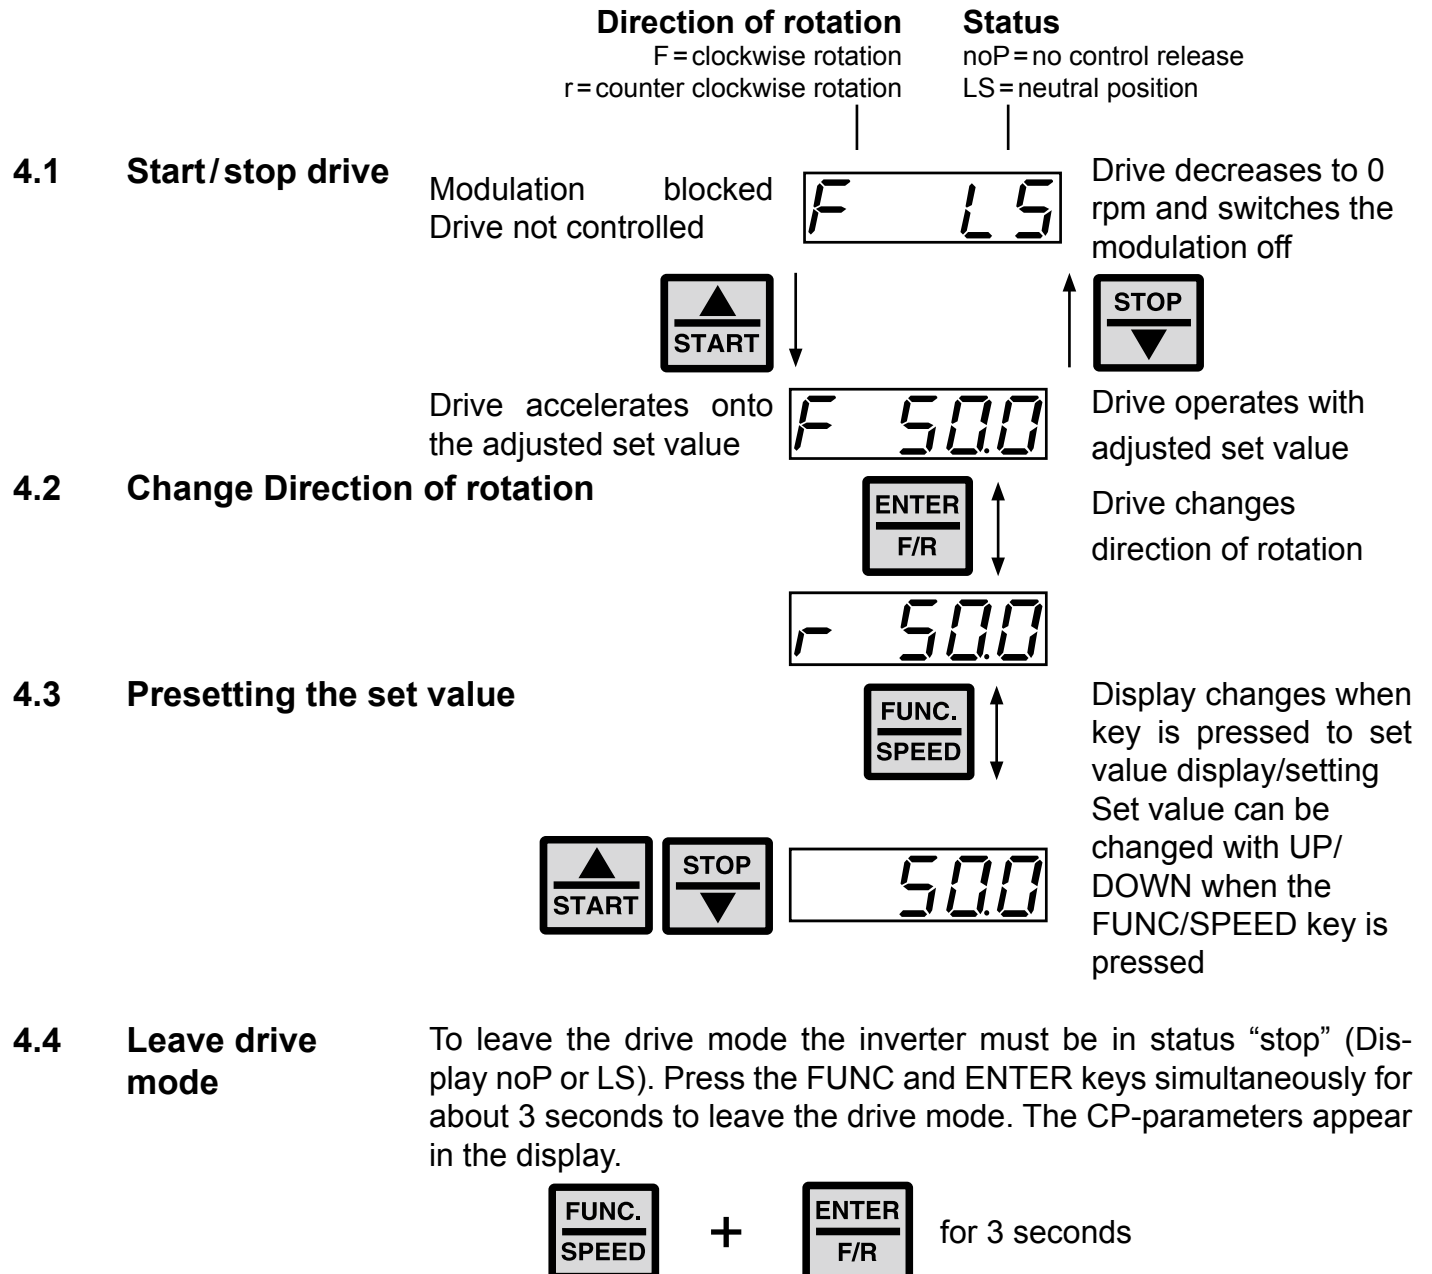 Direction of rotation
F = clockwise rotation
r = counter clockwise rotation
Status
noP = no control release
LS = neutral position
4.1 Start / stop drive
Modulation blocked
Drive not controlled
F LS
Drive decreases to 0
rpm and switches the
modulation off
START
STOP
Drive accelerates onto
the adjusted set value
F 50.0
Drive operates with
adjusted set value
4.2 Change Direction of rotation
ENTER
F/R
Drive changes
direction of rotation
r 50.0
4.3 Presetting the set value
FUNC.
SPEED
Display changes when
key is pressed to set
value display/setting
Set value can be
changed with UP/
DOWN when the
FUNC/SPEED key is
pressed
START
STOP
50.0
4.4 Leave drive
mode
To leave the drive mode the inverter must be in status “stop” (Dis-
play noP or LS). Press the FUNC and ENTER keys simultaneously for
about 3 seconds to leave the drive mode. The CP-parameters appear
in the display.
FUNC.
SPEED
+
ENTER
F/R
for 3 seconds